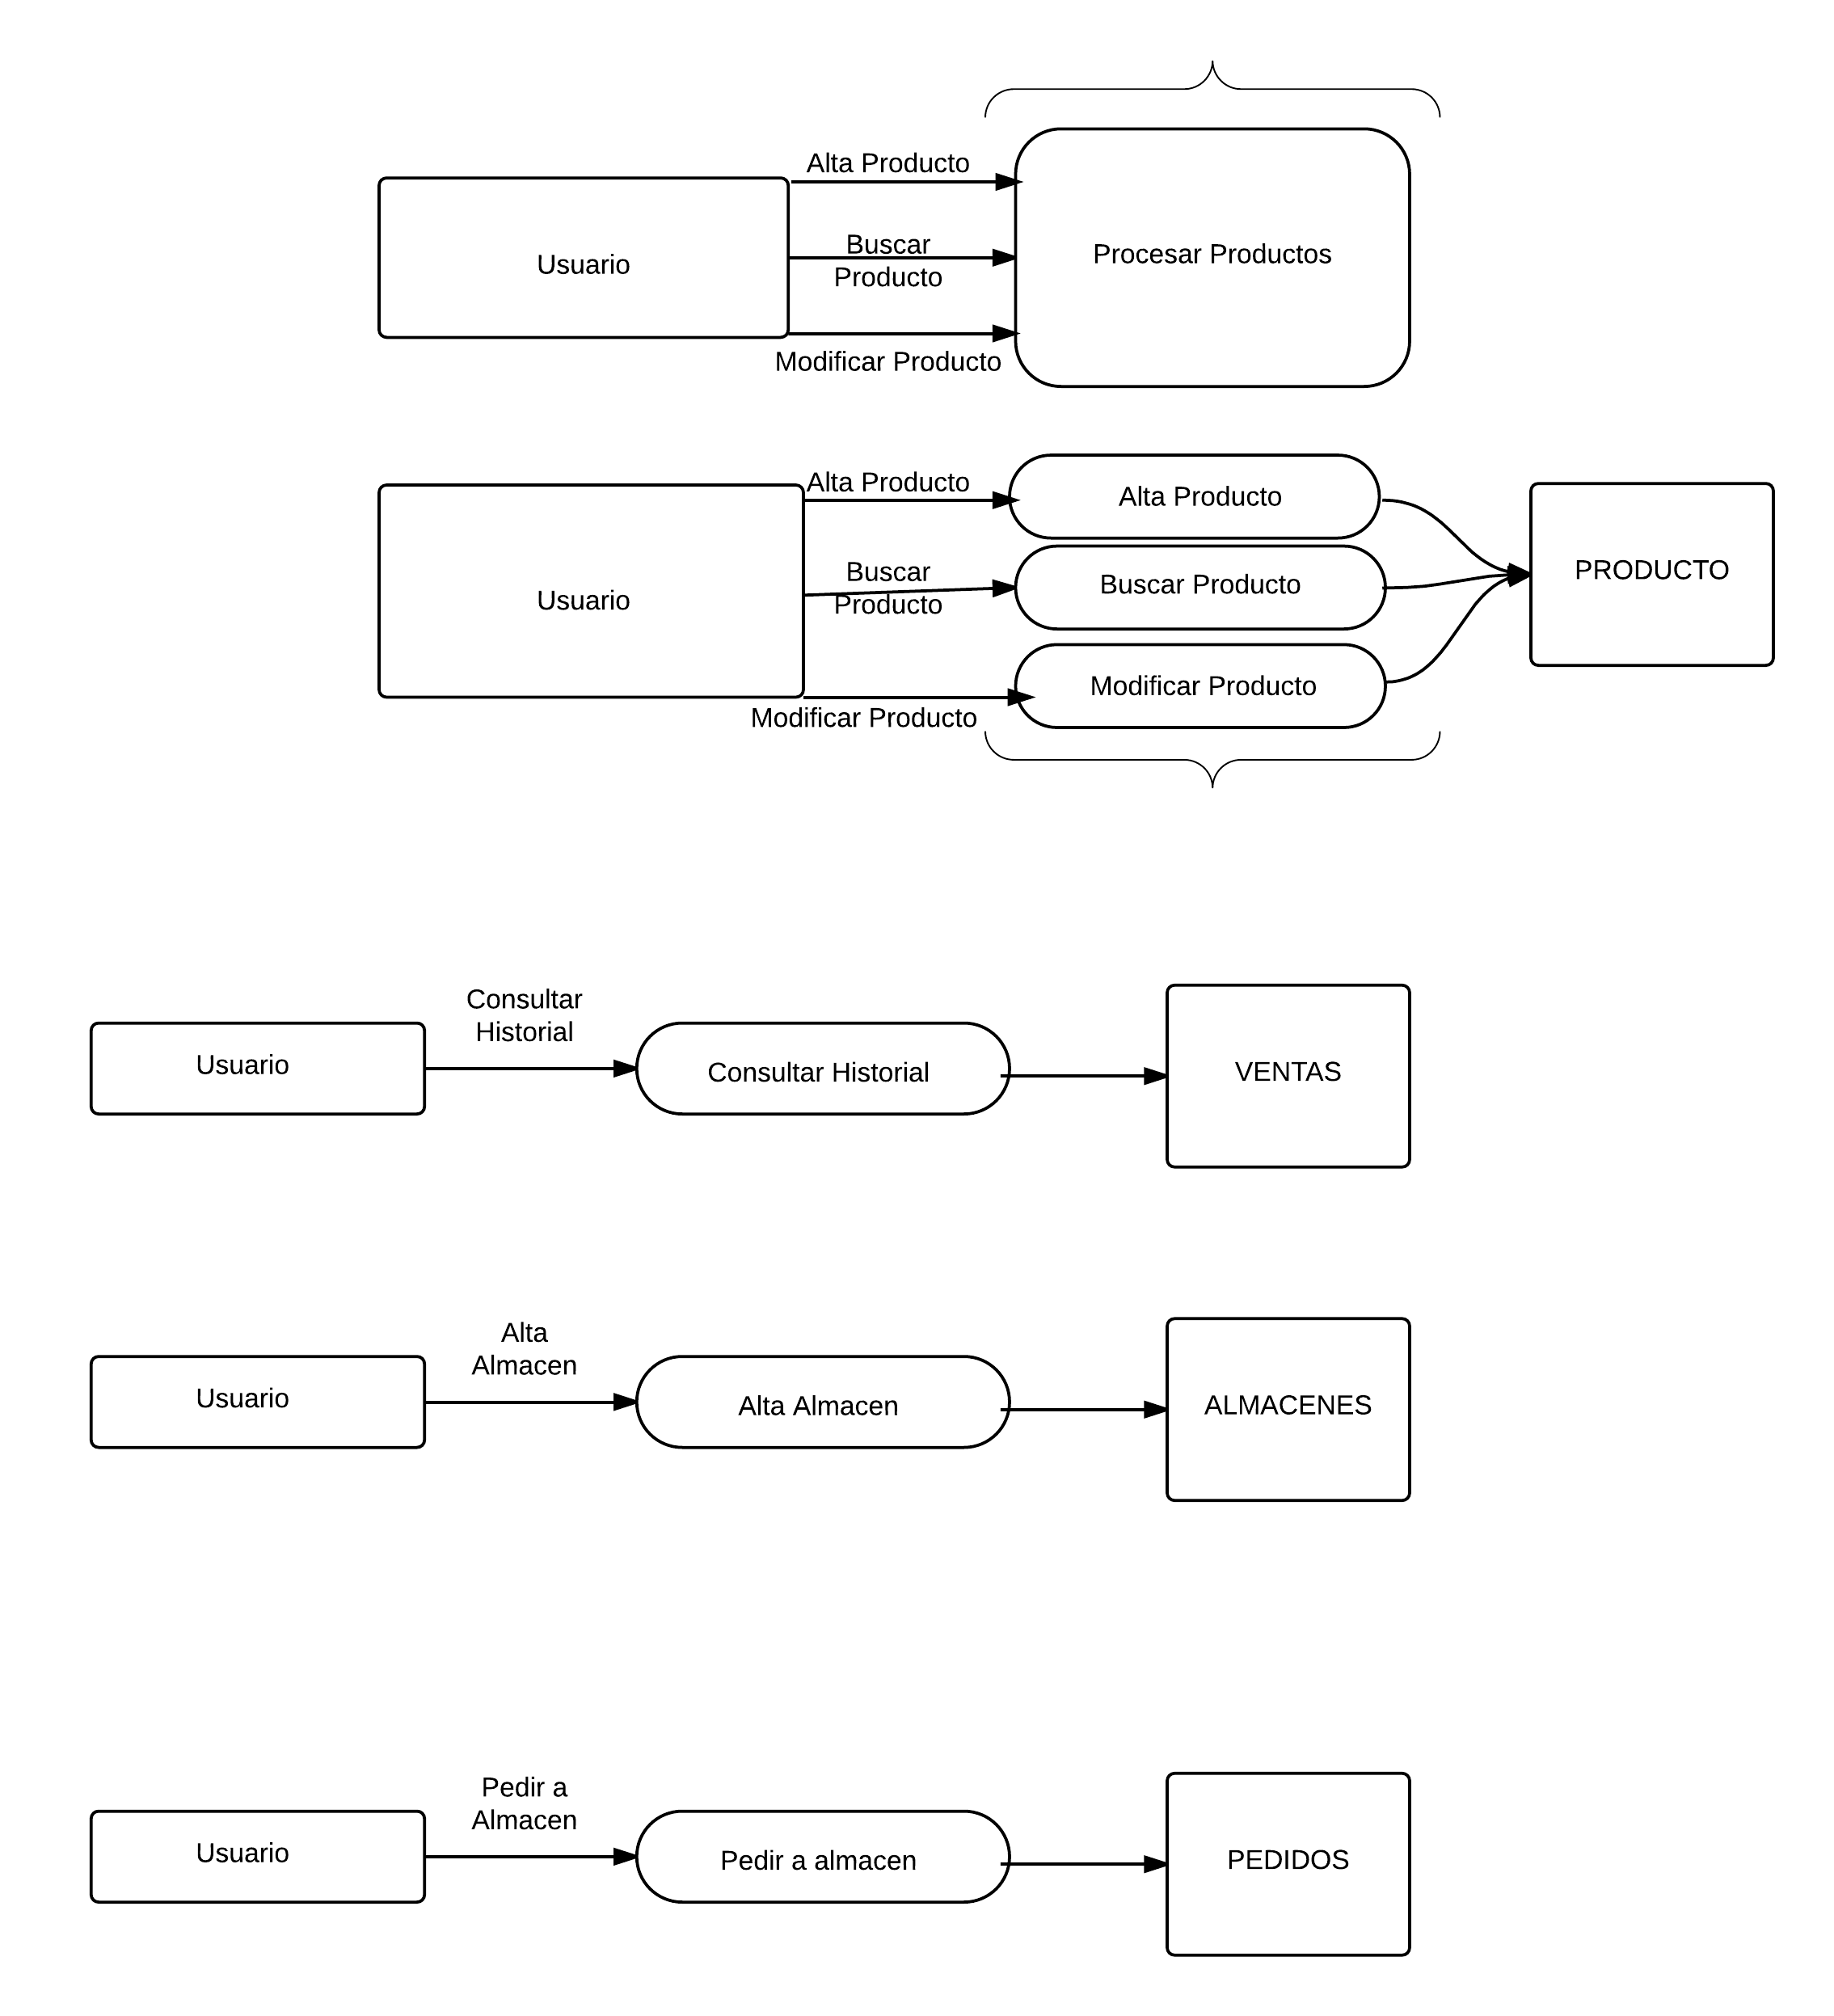 Alta Producto
Usuario
Buscar
Producto
Procesar Productos
Modificar Producto
Alta Producto
Alta Producto
Usuario
Buscar
Producto
Buscar Producto
PRODUCTO
Modificar Producto
Modificar Producto
Usuario
Consultar
Historial
Consultar Historial
VENTAS
Usuario
Alta
Almacen
Alta Almacen
ALMACENES
Usuario
Pedir a
Almacen
Pedir a almacen
PEDIDOS